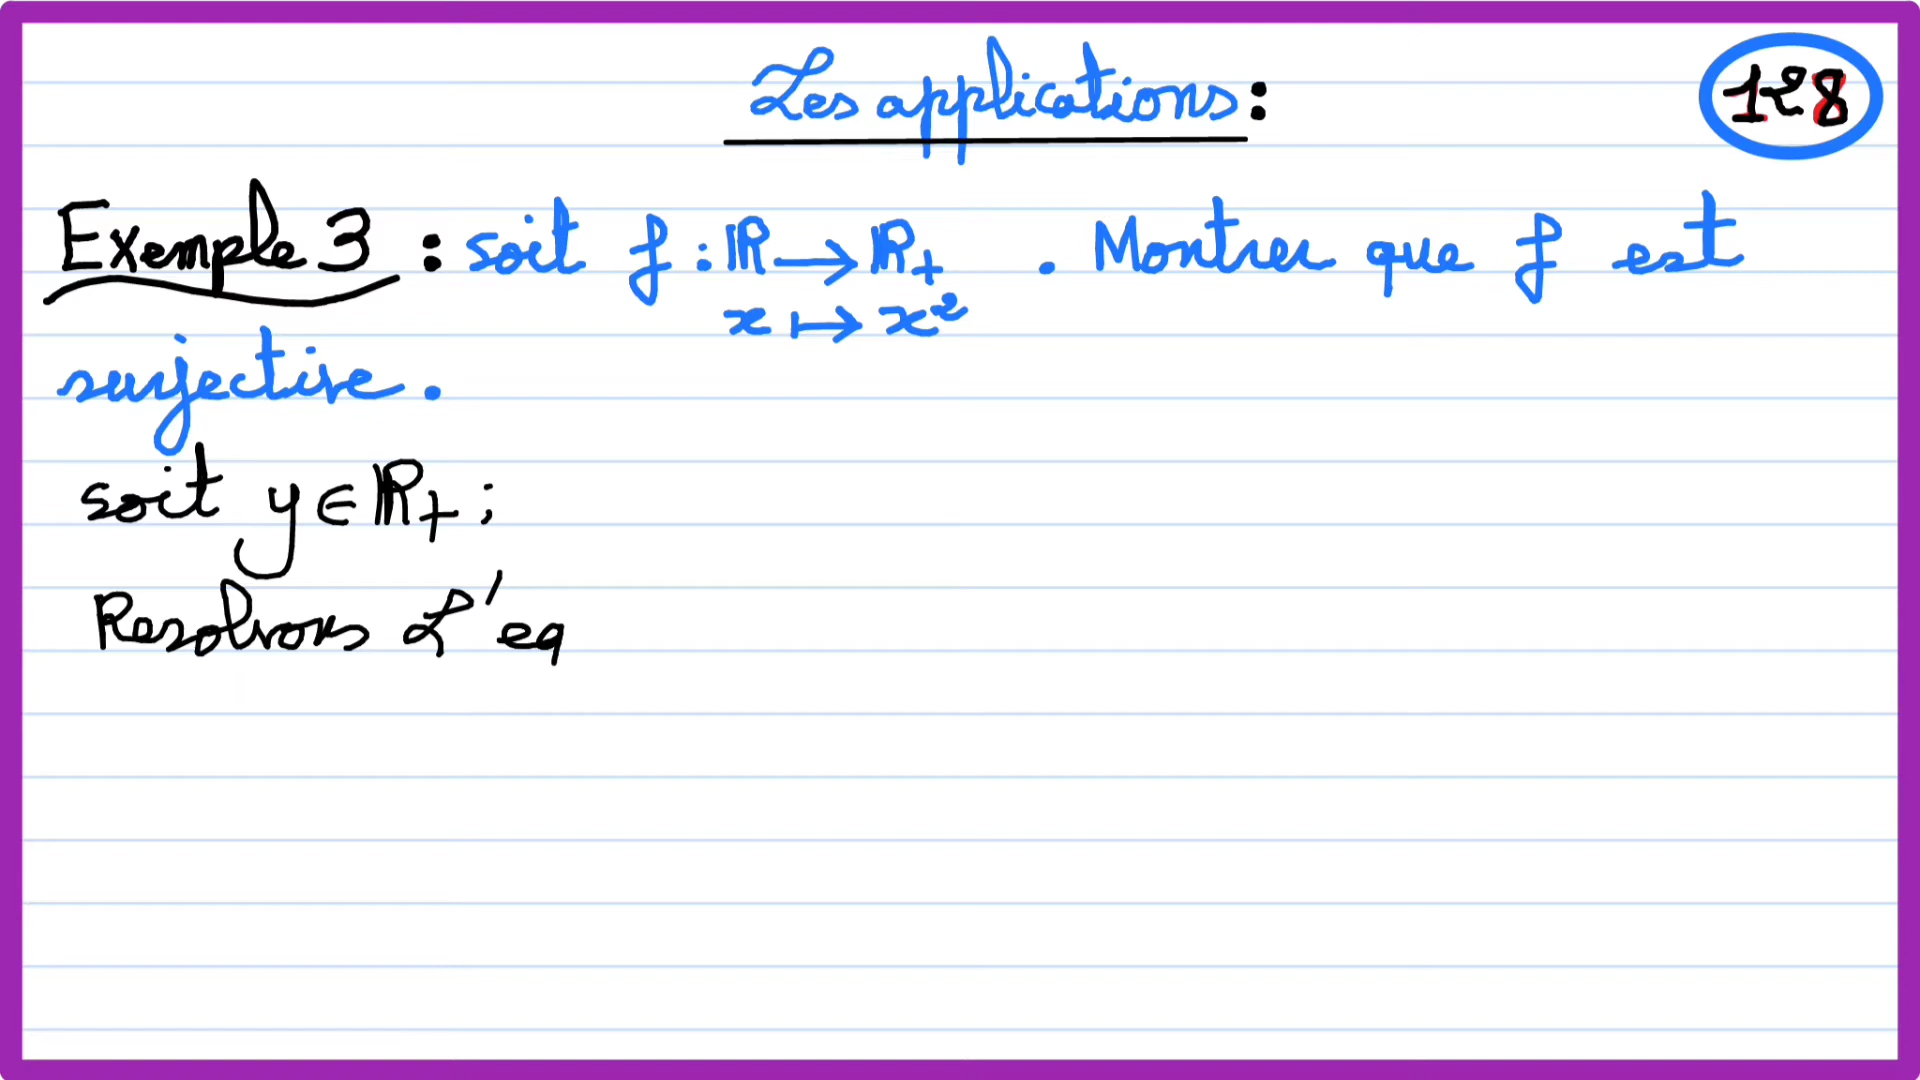 Les applications :
128
Exemple 3 : soit f : ℝ → ℝ₊ . Montrer que f est
x ↦ x²
surjective .
soit y ∈ ℝ₊ ;
Resolvons L'eq